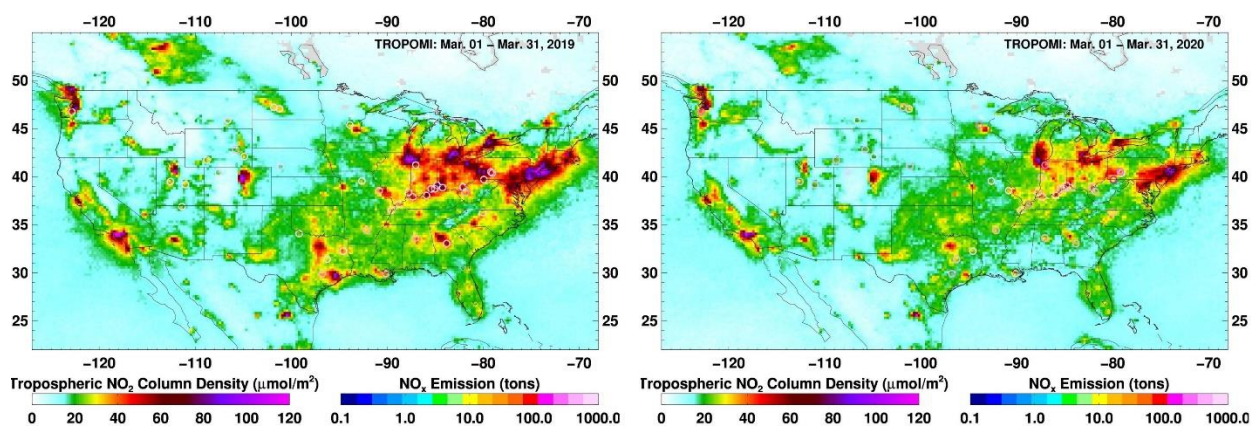 −120 −110 −100 −90 −80 −70
TROPOMI: Mar. 01 – Mar. 31, 2019
50 50
45 45
40 40
35 35
30 30
25 25
−120 −110 −100 −90 −80 −70
Tropospheric NO₂ Column Density (μmol/m²)
0 20 40 60 80 100 120
NOₓ Emission (tons)
0.1 1.0 10.0 100.0 1000.0
−120 −110 −100 −90 −80 −70
TROPOMI: Mar. 01 – Mar. 31, 2020
50 50
45 45
40 40
35 35
30 30
25 25
−120 −110 −100 −90 −80 −70
Tropospheric NO₂ Column Density (μmol/m²)
0 20 40 60 80 100 120
NOₓ Emission (tons)
0.1 1.0 10.0 100.0 1000.0